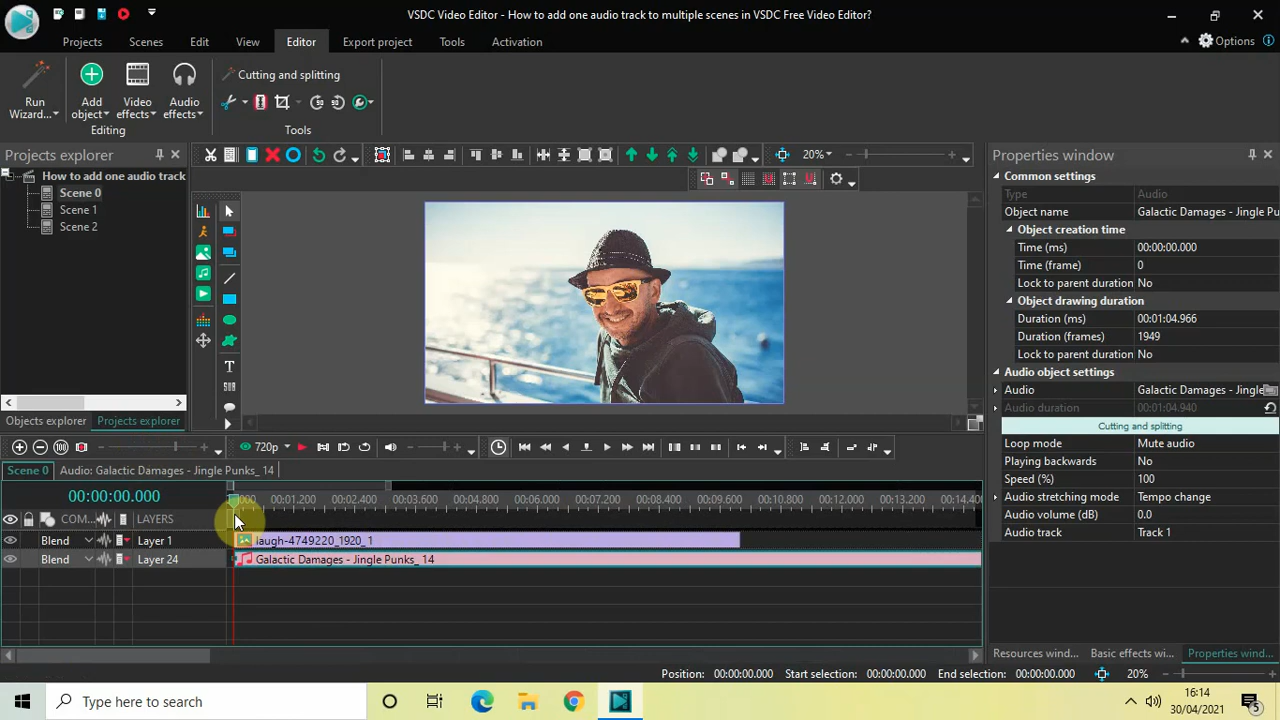 VSDC Video Editor - How to add one audio track to multiple scenes in VSDC Free Video Editor?
Projects Scenes Edit View Editor Export project Tools Activation Options
Run Wizard...
Add object
Video effects
Audio effects
Editing
Cutting and splitting
Tools
Projects explorer
How to add one audio track
Scene 0
Scene 1
Scene 2
Objects explorer Projects explorer
20%
Properties window
Common settings
Type Audio
Object name Galactic Damages - Jingle Pu
Object creation time
Time (ms) 00:00:00.000
Time (frame) 0
Lock to parent duration No
Object drawing duration
Duration (ms) 00:01:04.966
Duration (frames) 1949
Lock to parent duration No
Audio object settings
Audio Galactic Damages - Jingle
Audio duration 00:01:04.940
Cutting and splitting
Loop mode Mute audio
Playing backwards No
Speed (%) 100
Audio stretching mode Tempo change
Audio volume (dB) 0.0
Audio track Track 1
Resources wind... Basic effects wi... Properties wind...
720p
Scene 0 Audio: Galactic Damages - Jingle Punks_14
00:00:00.000
000 00:01.200 00:02.400 00:03.600 00:04.800 00:06.000 00:07.200 00:08.400 00:09.600 00:10.800 00:12.000 00:13.200 00:14.400
COM... LAYERS
Blend Layer 1 laugh-4749220_1920_ 1
Blend Layer 24 Galactic Damages - Jingle Punks_ 14
Position: 00:00:00.000 Start selection: 00:00:00.000 End selection: 00:00:00.000 20%
Type here to search
16:14
30/04/2021
5